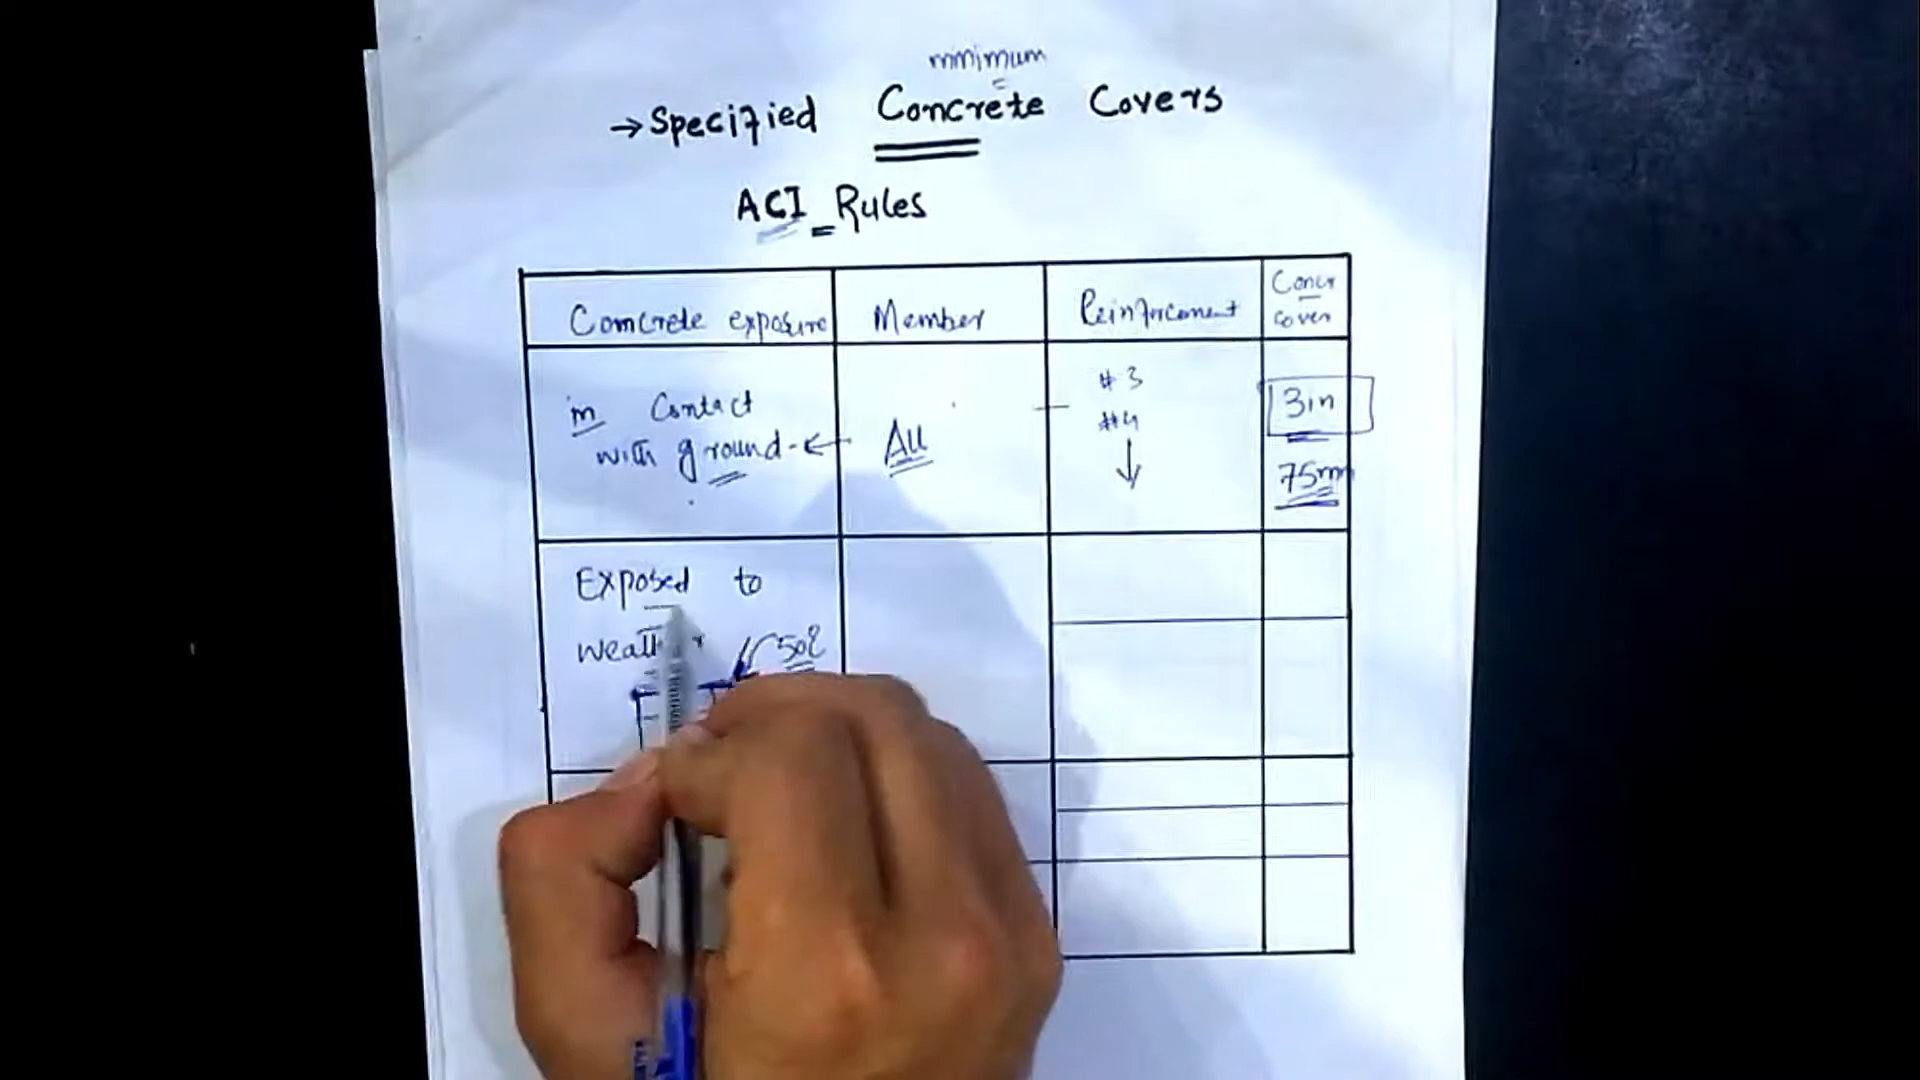 minimum
→ Specified Concrete Covers
ACI Rules
Concrete exposure Member Reinforcement Concr cover
in Contact with ground All #3 #4 3in 75mm
Exposed to
Soil